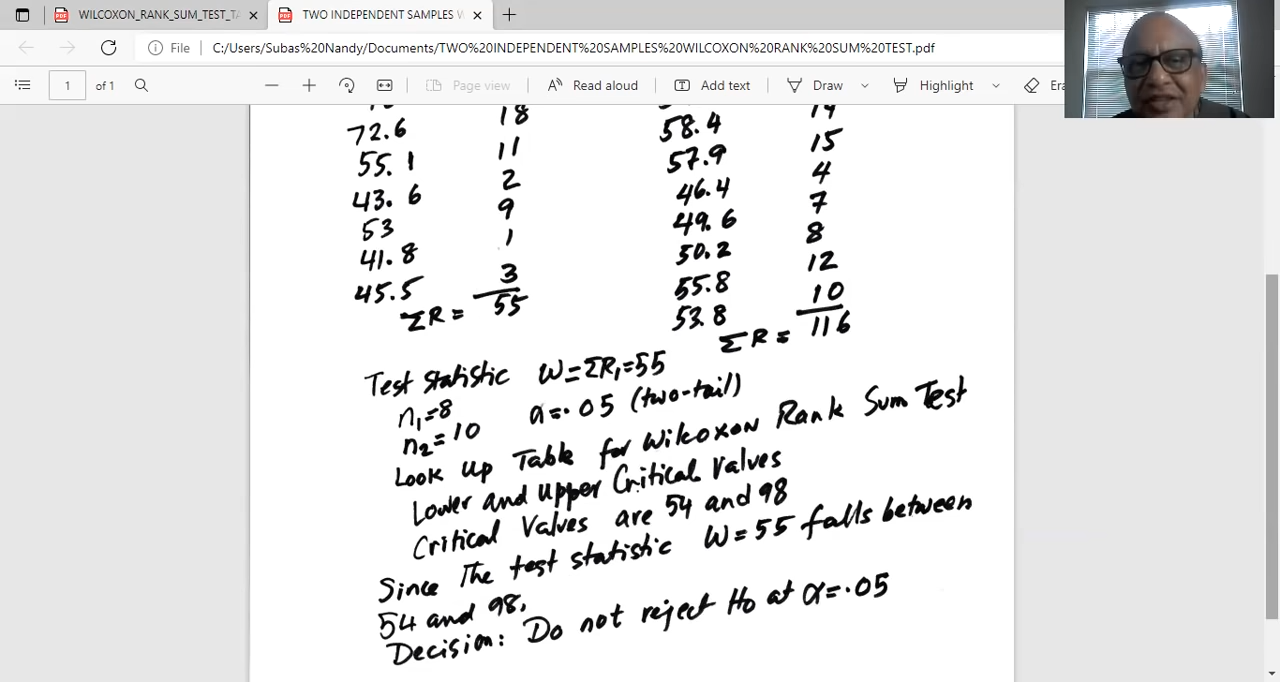 WILCOXON_RANK_SUM_TEST_TA
TWO INDEPENDENT SAMPLES W
File C:/Users/Subas%20Nandy/Documents/TWO%20INDEPENDENT%20SAMPLES%20WILCOXON%20RANK%20SUM%20TEST.pdf
1 of 1 Page view Read aloud Add text Draw Highlight Era
72.6 18 58.4 15
55.1 11 57.9 4
43.6 2 46.4 7
53 9 49.6 8
41.8 1 50.2 12
45.5 3 55.8 10
ΣR = 55 53.8
ΣR = 116
Test statistic W = ΣR1 = 55
n1=8 α=.05 (two-tail)
n2=10
Look Up Table for Wilcoxon Rank Sum Test
Lower and Upper Critical Values
Critical Values are 54 and 98
Since The test statistic W=55 falls between
54 and 98,
Decision: Do not reject Ho at α=.05